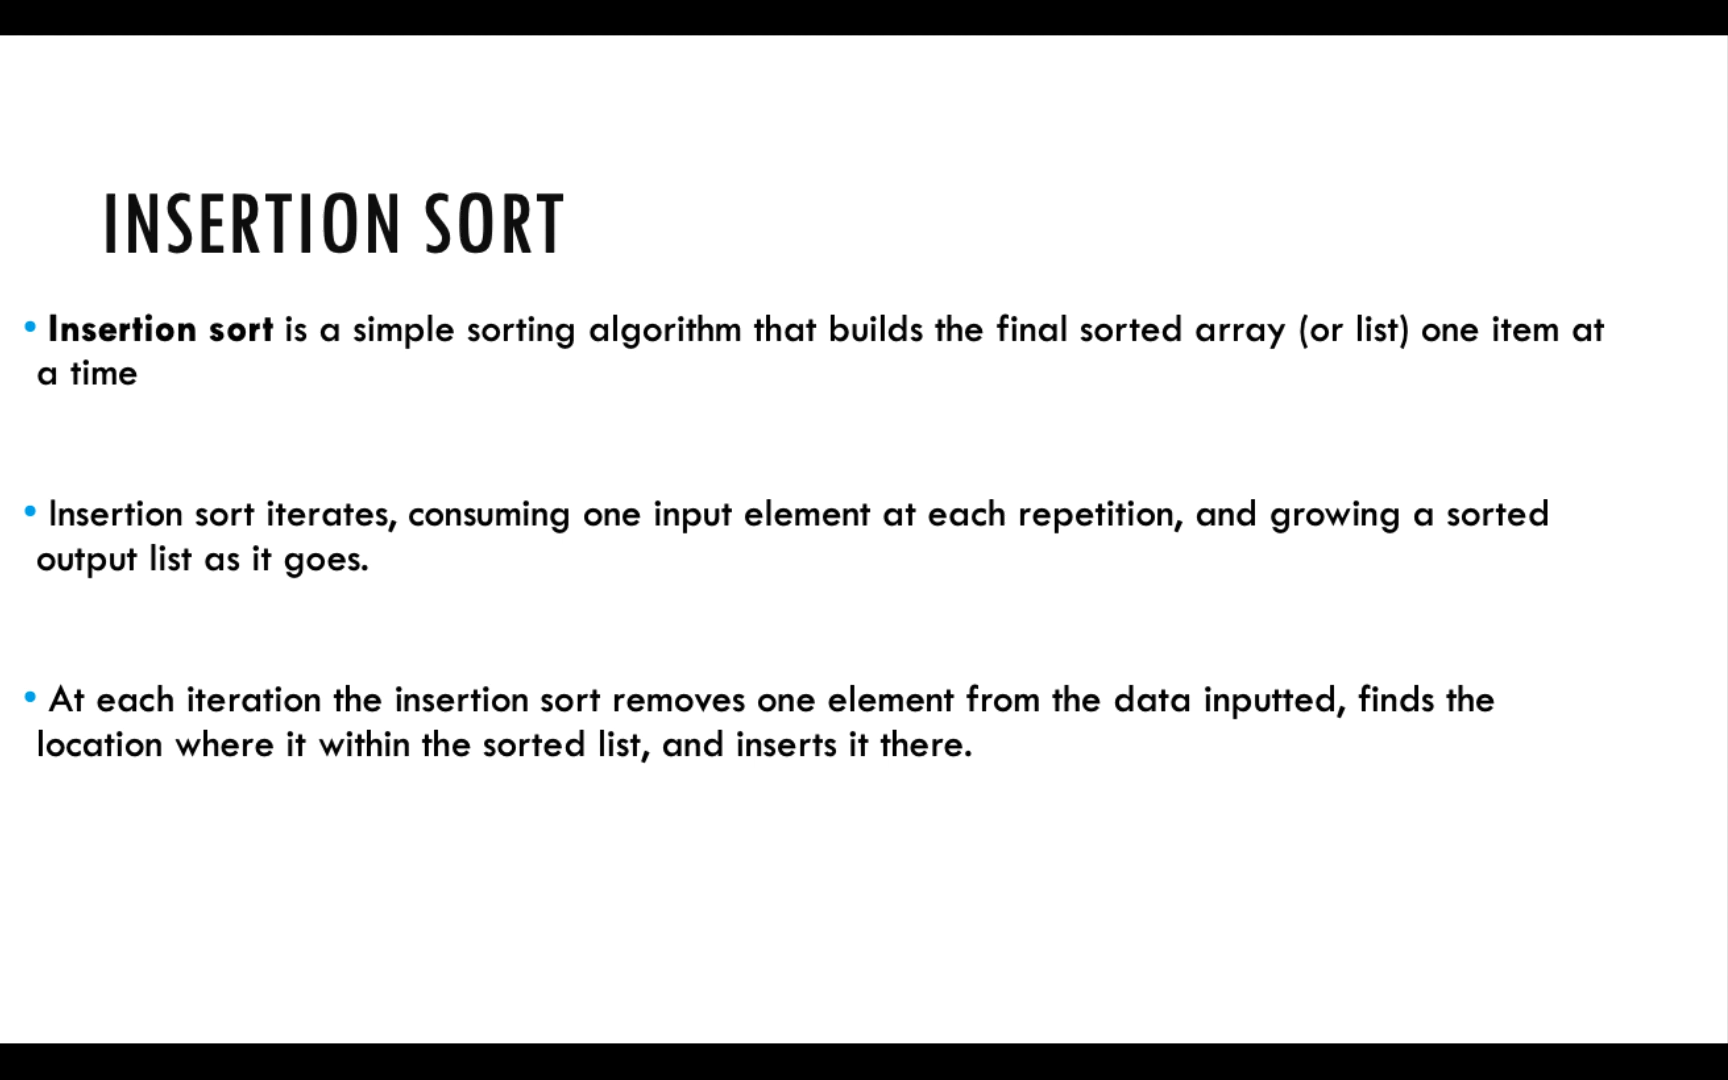 INSERTION SORT
• Insertion sort is a simple sorting algorithm that builds the final sorted array (or list) one item at
a time
• Insertion sort iterates, consuming one input element at each repetition, and growing a sorted
output list as it goes.
• At each iteration the insertion sort removes one element from the data inputted, finds the
location where it within the sorted list, and inserts it there.